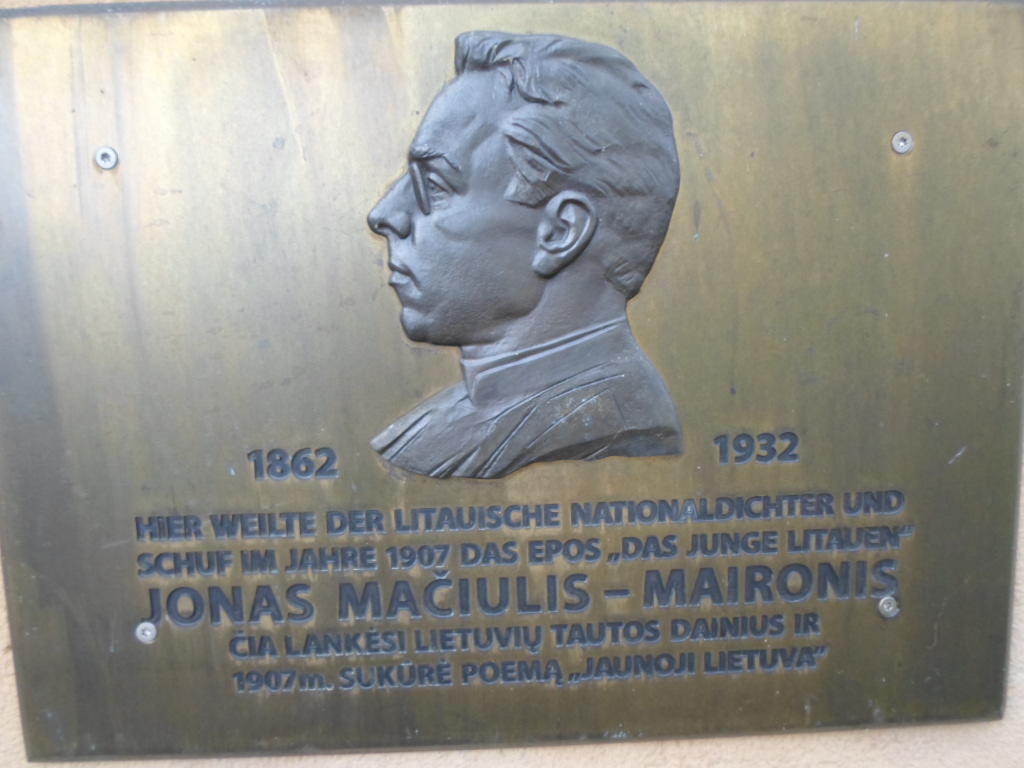 1862 1932
HIER WEILTE DER LITAUISCHE NATIONALDICHTER UND
SCHUF IM JAHRE 1907 DAS EPOS „DAS JUNGE LITAUEN“
JONAS MAČIULIS – MAIRONIS
ČIA LANKĖSI LIETUVIŲ TAUTOS DAINIUS IR
1907 m. SUKŪRĖ POEMĄ „JAUNOJI LIETUVA“